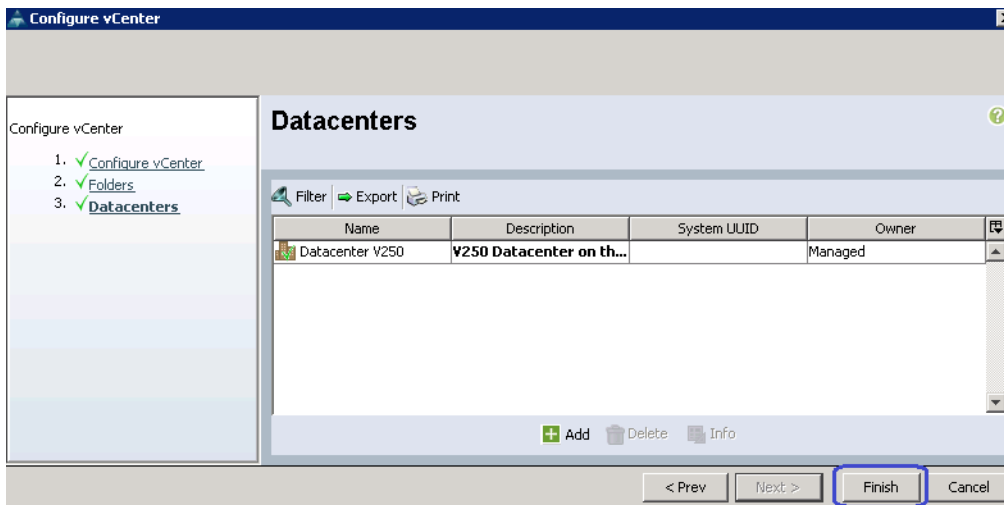 Configure vCenter
Configure vCenter
1. Configure vCenter
2. Folders
3. Datacenters
Datacenters
Filter Export Print
Name Description System UUID Owner
Datacenter V250 V250 Datacenter on th... Managed
Add Delete Info
< Prev Next > Finish Cancel